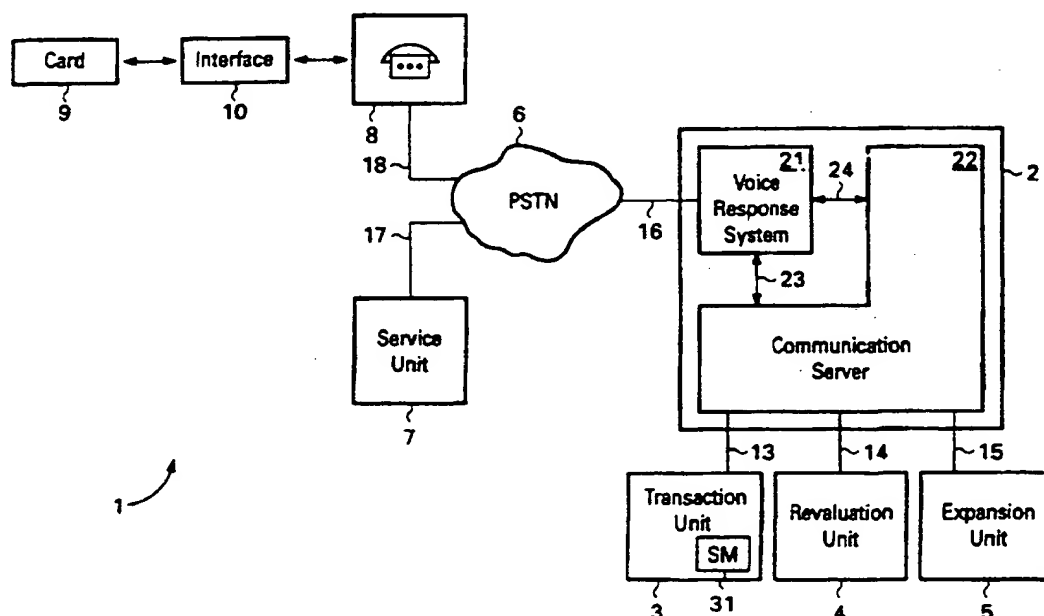 Card
Interface
9
10
8
18
6
PSTN
17
16
Service
Unit
7
21
Voice
Response
System
24
22
2
23
Communication
Server
13
14
15
Transaction
Unit
SM
Revaluation
Unit
Expansion
Unit
3
31
4
5
1